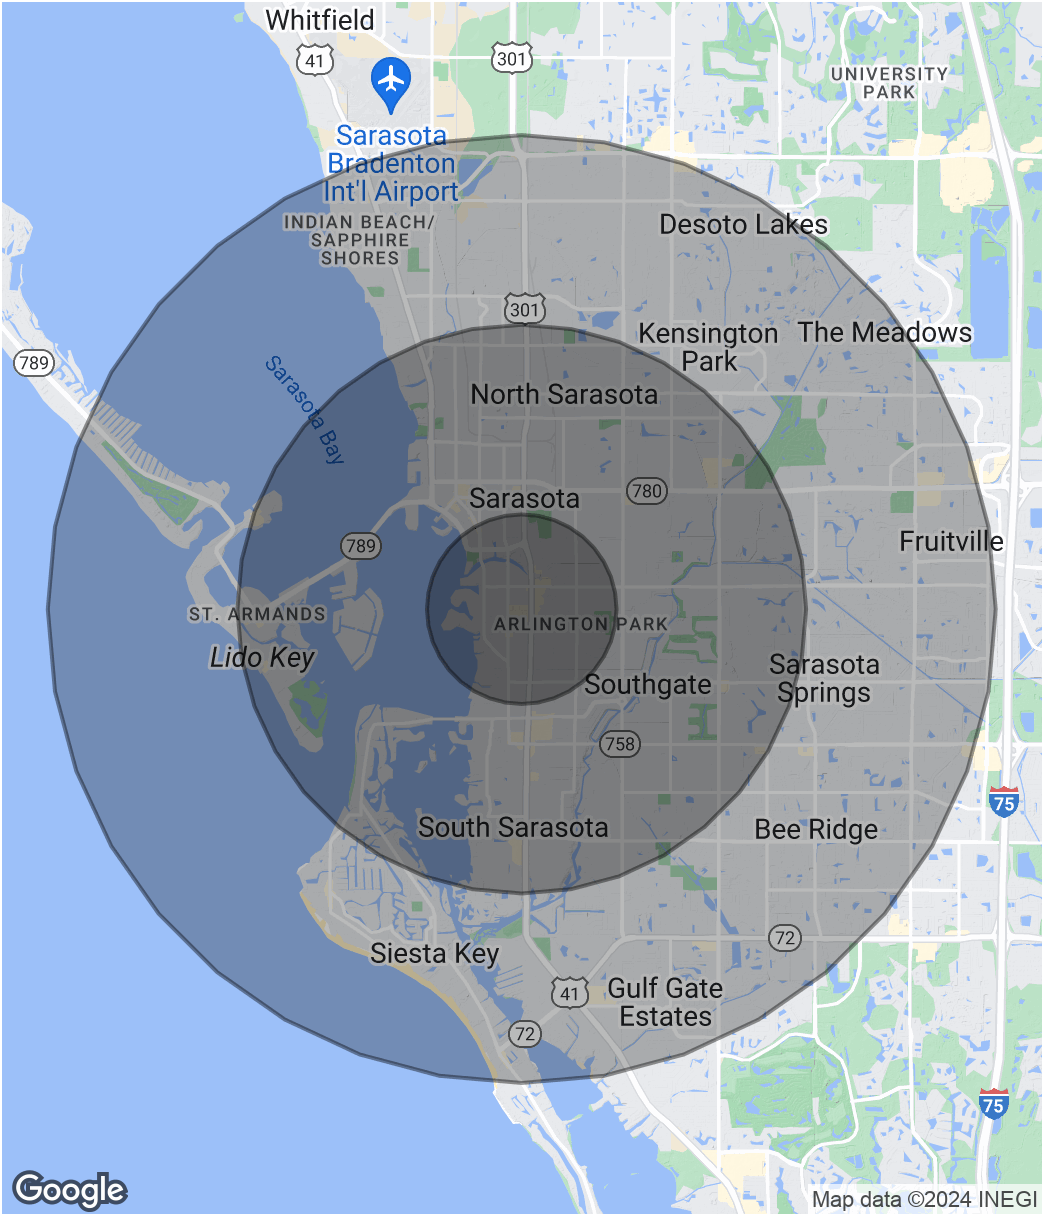 Whitfield
41
301
UNIVERSITY
PARK
Sarasota
Bradenton
Int'l Airport
INDIAN BEACH/
SAPPHIRE
SHORES
Desoto Lakes
301
Kensington
Park
The Meadows
789
Sarasota Bay
North Sarasota
Sarasota
780
789
Fruitville
ST. ARMANDS
ARLINGTON PARK
Lido Key
Southgate
Sarasota
Springs
758
75
South Sarasota
Bee Ridge
72
Siesta Key
41
Gulf Gate
Estates
72
75
Google
Map data ©2024 INEGI